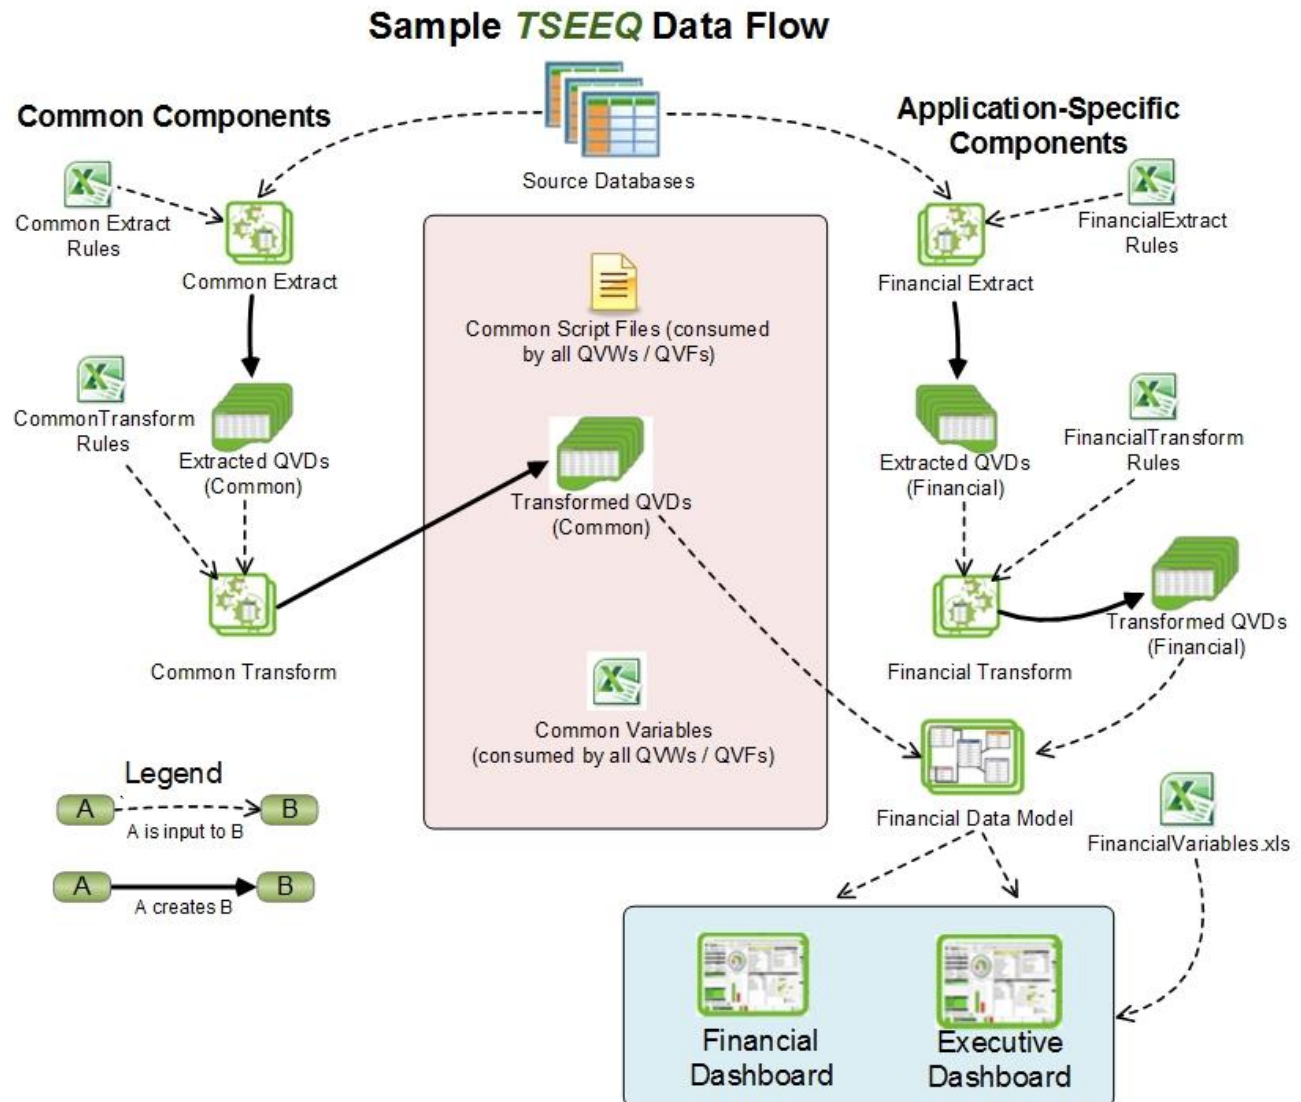 Sample TSEEQ Data Flow
Common Components
Application-Specific
Components
Source Databases
Common Extract
Rules
FinancialExtract
Rules
Common Extract
Financial Extract
Common Script Files (consumed
by all QVWs / QVFs)
CommonTransform
Rules
Extracted QVDs
(Common)
Transformed QVDs
(Common)
Extracted QVDs
(Financial)
FinancialTransform
Rules
Common Transform
Financial Transform
Transformed QVDs
(Financial)
Common Variables
(consumed by all QVWs / QVFs)
Legend
A
B
A is input to B
A
B
A creates B
Financial Data Model
FinancialVariables.xls
Financial
Dashboard
Executive
Dashboard